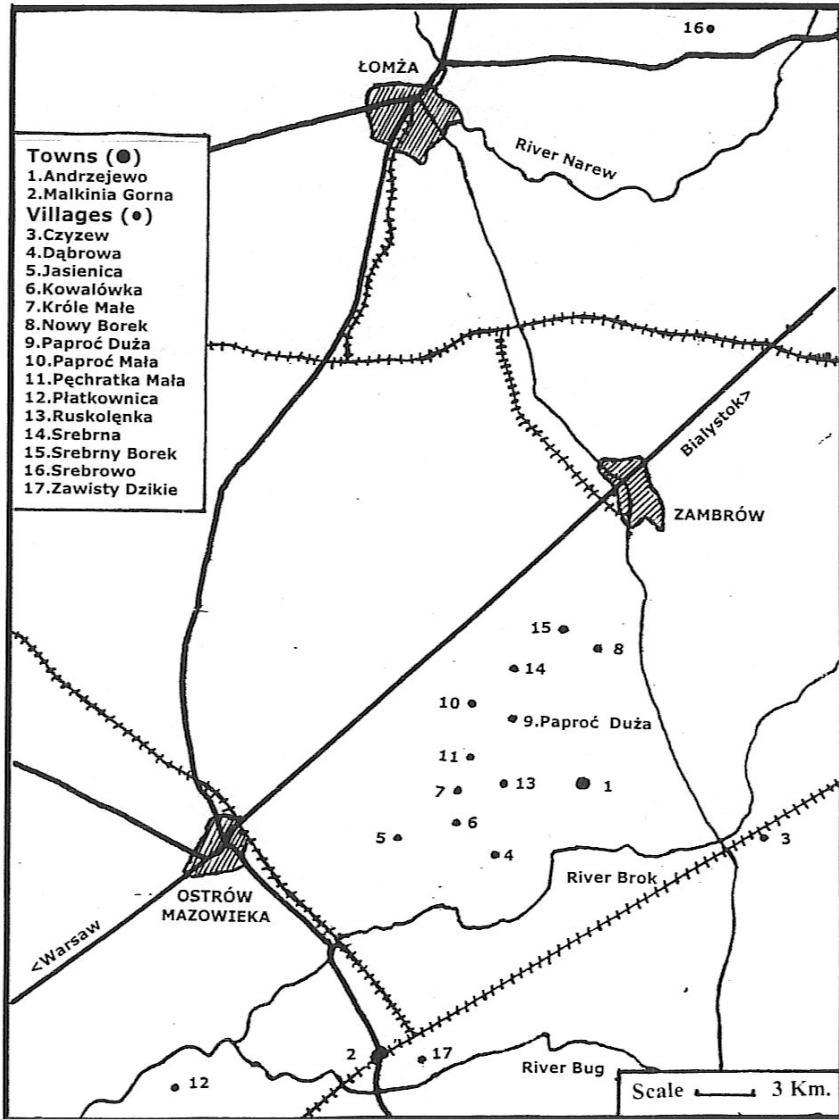 16
ŁOMŻA
River Narew
Towns (●)
1.Andrzejewo
2.Malkinia Gorna
Villages (•)
3.Czyzew
4.Dąbrowa
5.Jasienica
6.Kowalówka
7.Króle Małe
8.Nowy Borek
9.Paproć Duża
10.Paproć Mała
11.Pęchratka Mała
12.Płatkownica
13.Ruskolęnka
14.Srebrna
15.Srebrny Borek
16.Srebrowo
17.Zawisty Dzikie
Bialystok>
ZAMBRÓW
15
8
14
10
9.Paproć Duża
11
7
13
1
6
5
4
3
River Brok
OSTRÓW
MAZOWIEKA
<Warsaw
2
17
River Bug
12
Scale 3 Km.